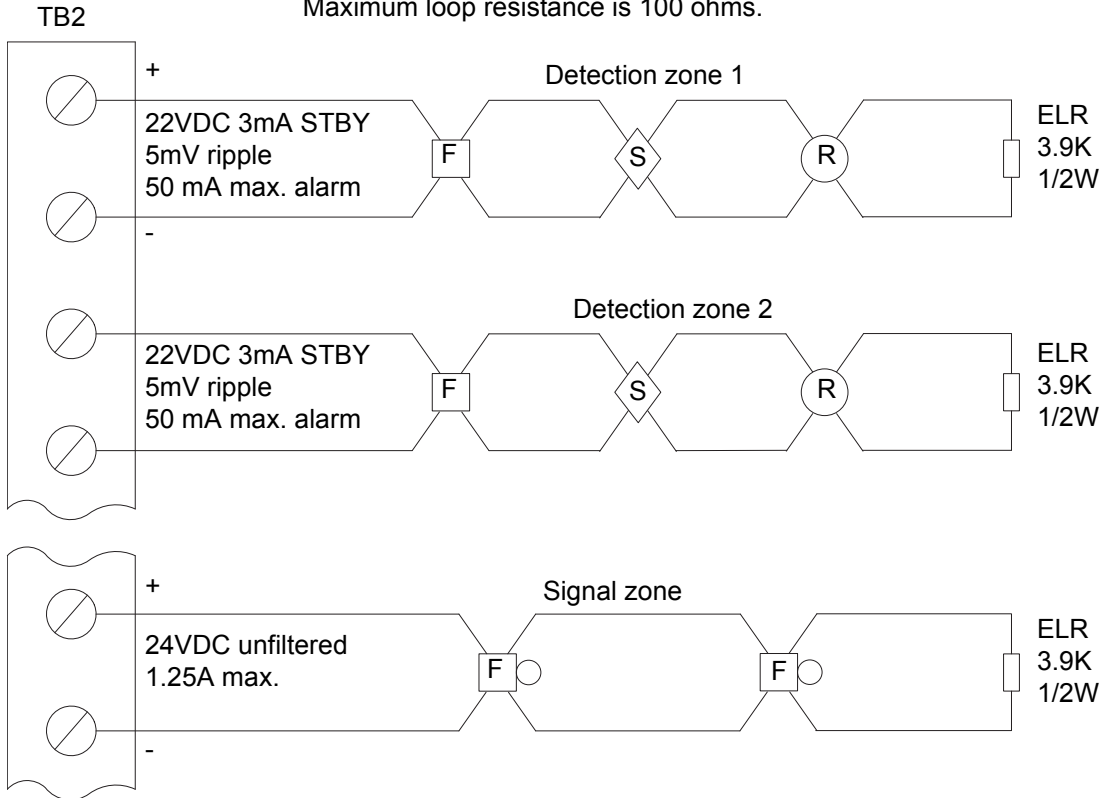 Maximum loop resistance is 100 ohms.
TB2
+
Detection zone 1
22VDC 3mA STBY
5mV ripple
50 mA max. alarm
-
F
S
R
ELR
3.9K
1/2W
Detection zone 2
22VDC 3mA STBY
5mV ripple
50 mA max. alarm
F
S
R
ELR
3.9K
1/2W
+
Signal zone
24VDC unfiltered
1.25A max.
-
F
F
ELR
3.9K
1/2W